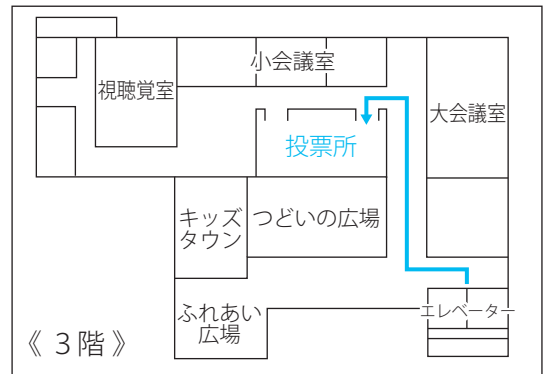 小会議室
視聴覚室
大会議室
投票所
キッズ
タウン
つどいの広場
ふれあい
広場
エレベーター
《 3階 》